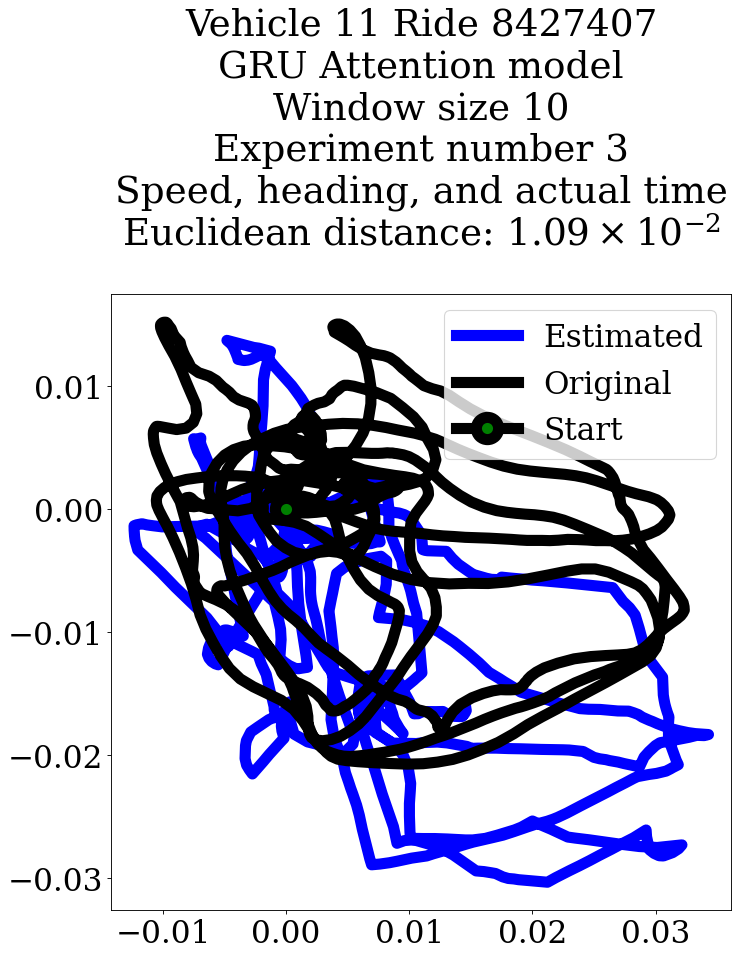 Vehicle 11 Ride 8427407
GRU Attention model
Window size 10
Experiment number 3
Speed, heading, and actual time
Euclidean distance: 1.09 × 10⁻²
Estimated
Original
Start
0.01
0.00
−0.01
−0.02
−0.03
−0.01 0.00 0.01 0.02 0.03